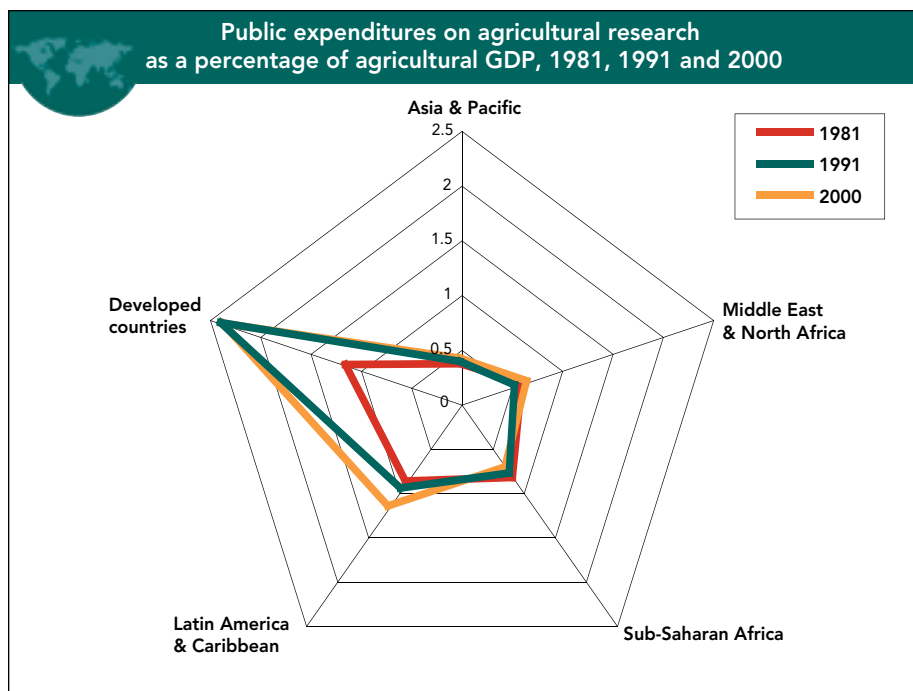 Public expenditures on agricultural research
as a percentage of agricultural GDP, 1981, 1991 and 2000
Asia & Pacific
2.5
2
1.5
1
0.5
0
1981
1991
2000
Developed
countries
Middle East
& North Africa
Latin America
& Caribbean
Sub-Saharan Africa